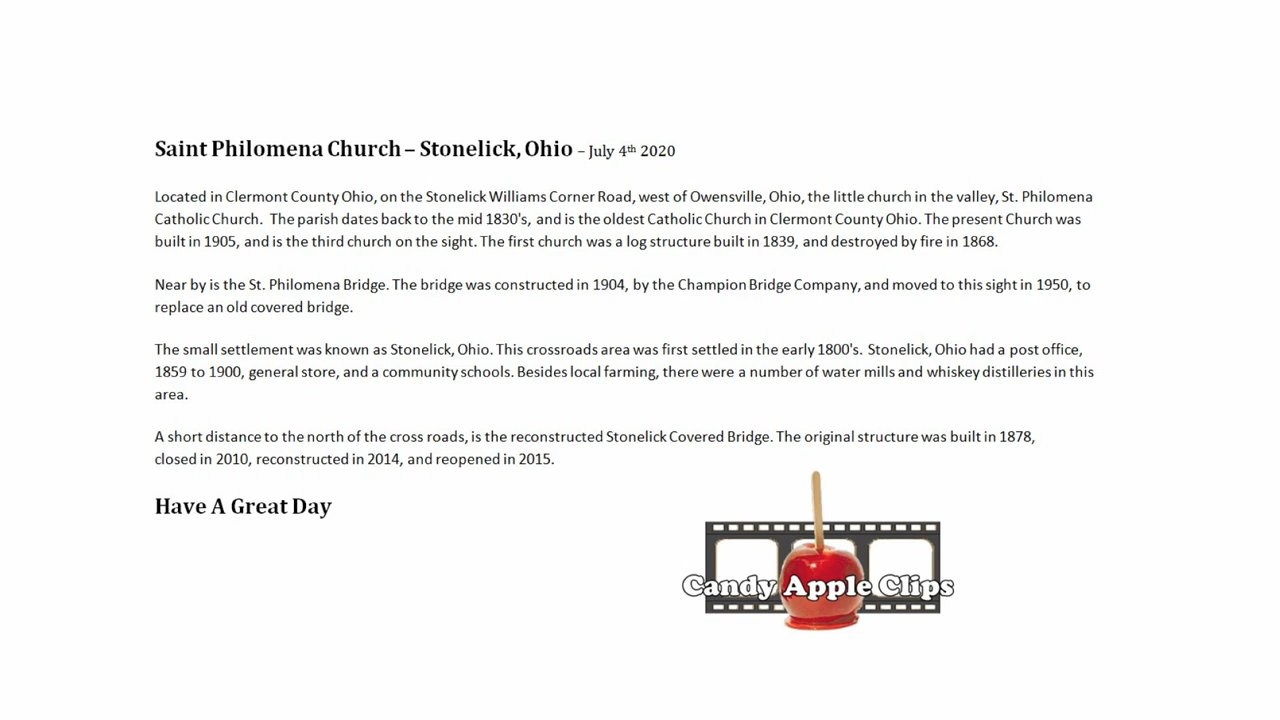 Saint Philomena Church – Stonelick, Ohio – July 4th 2020
Located in Clermont County Ohio, on the Stonelick Williams Corner Road, west of Owensville, Ohio, the little church in the valley, St. Philomena
Catholic Church.  The parish dates back to the mid 1830's, and is the oldest Catholic Church in Clermont County Ohio. The present Church was
built in 1905, and is the third church on the sight. The first church was a log structure built in 1839, and destroyed by fire in 1868.
Near by is the St. Philomena Bridge. The bridge was constructed in 1904, by the Champion Bridge Company, and moved to this sight in 1950, to
replace an old covered bridge.
The small settlement was known as Stonelick, Ohio. This crossroads area was first settled in the early 1800's.  Stonelick, Ohio had a post office,
1859 to 1900, general store, and a community schools. Besides local farming, there were a number of water mills and whiskey distilleries in this
area.
A short distance to the north of the cross roads, is the reconstructed Stonelick Covered Bridge. The original structure was built in 1878,
closed in 2010, reconstructed in 2014, and reopened in 2015.
Have A Great Day
Candy Apple Clips